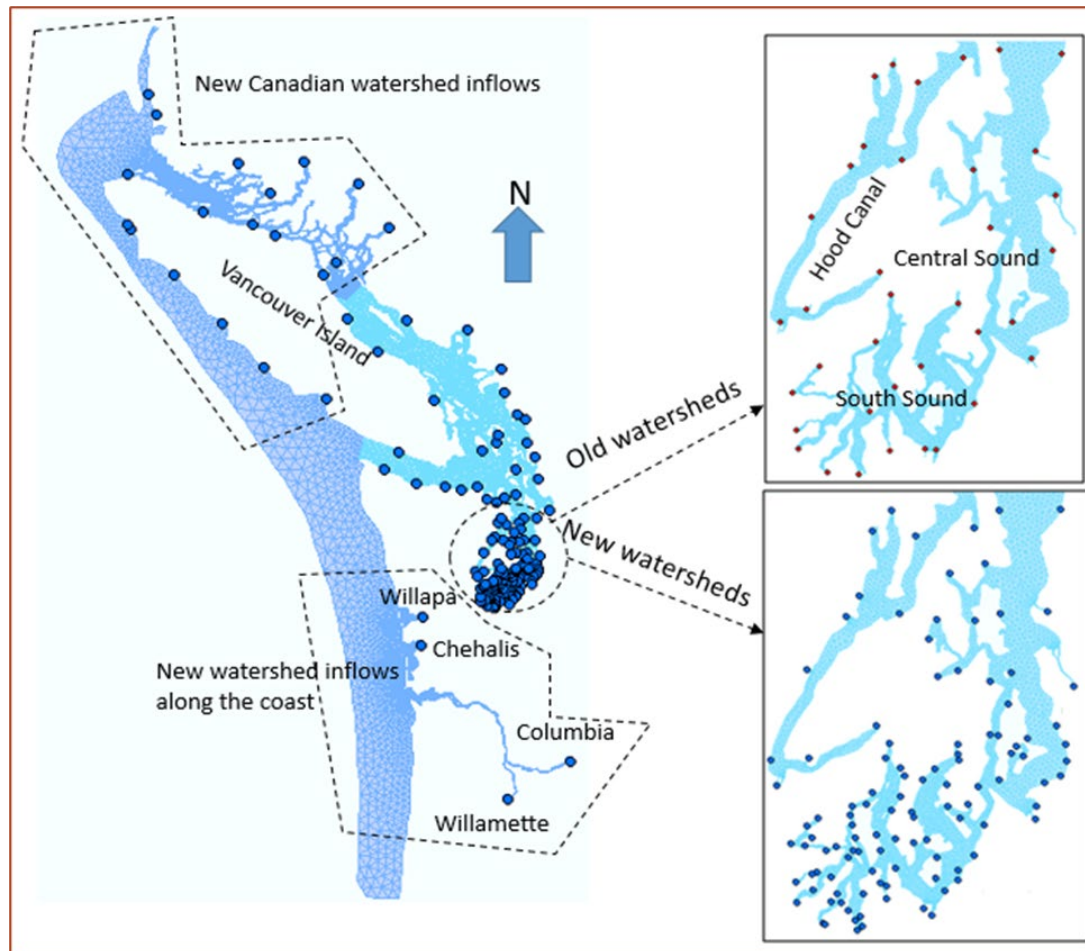 New Canadian watershed inflows
N
Vancouver Island
Hood Canal
Central Sound
South Sound
Old watersheds
New watersheds
Willapa
Chehalis
New watershed inflows
along the coast
Columbia
Willamette